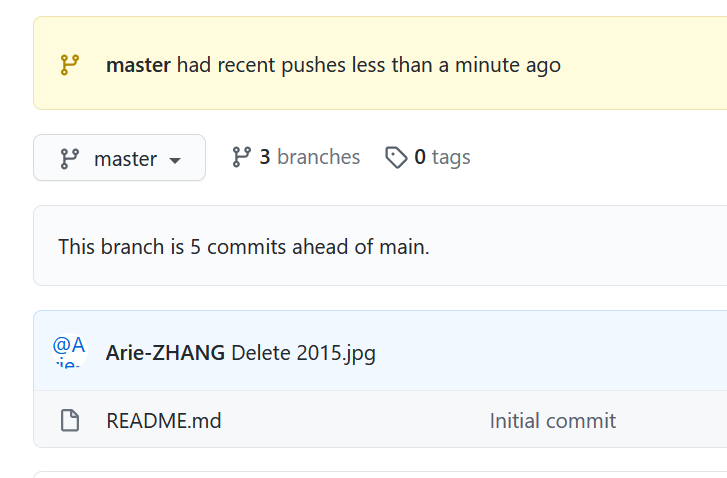 master had recent pushes less than a minute ago
master 3 branches 0 tags
This branch is 5 commits ahead of main.
@A
rie-
Arie-ZHANG Delete 2015.jpg
README.md Initial commit